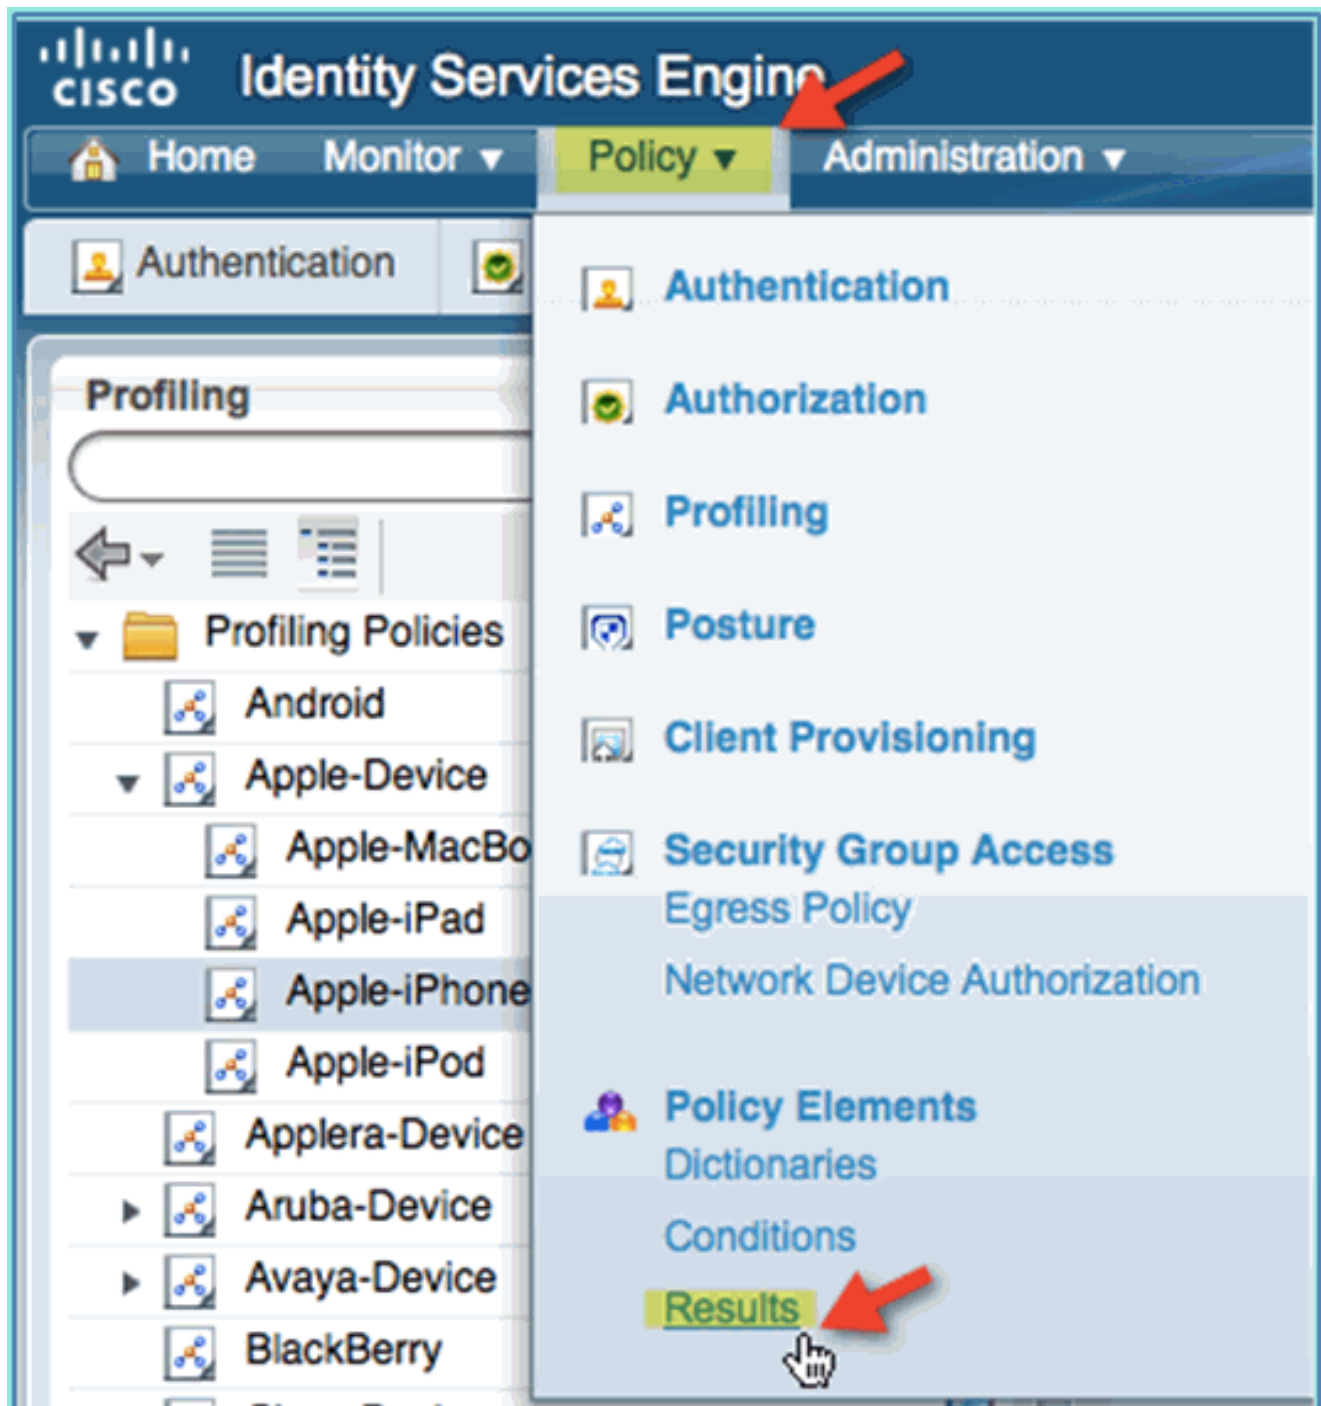 CISCO Identity Services Engine
Home Monitor Policy Administration
Authentication
Profiling
Profiling Policies
Android
Apple-Device
Apple-MacBo
Apple-iPad
Apple-iPhone
Apple-iPod
Applera-Device
Aruba-Device
Avaya-Device
BlackBerry
Authentication
Authorization
Profiling
Posture
Client Provisioning
Security Group Access
Egress Policy
Network Device Authorization
Policy Elements
Dictionaries
Conditions
Results